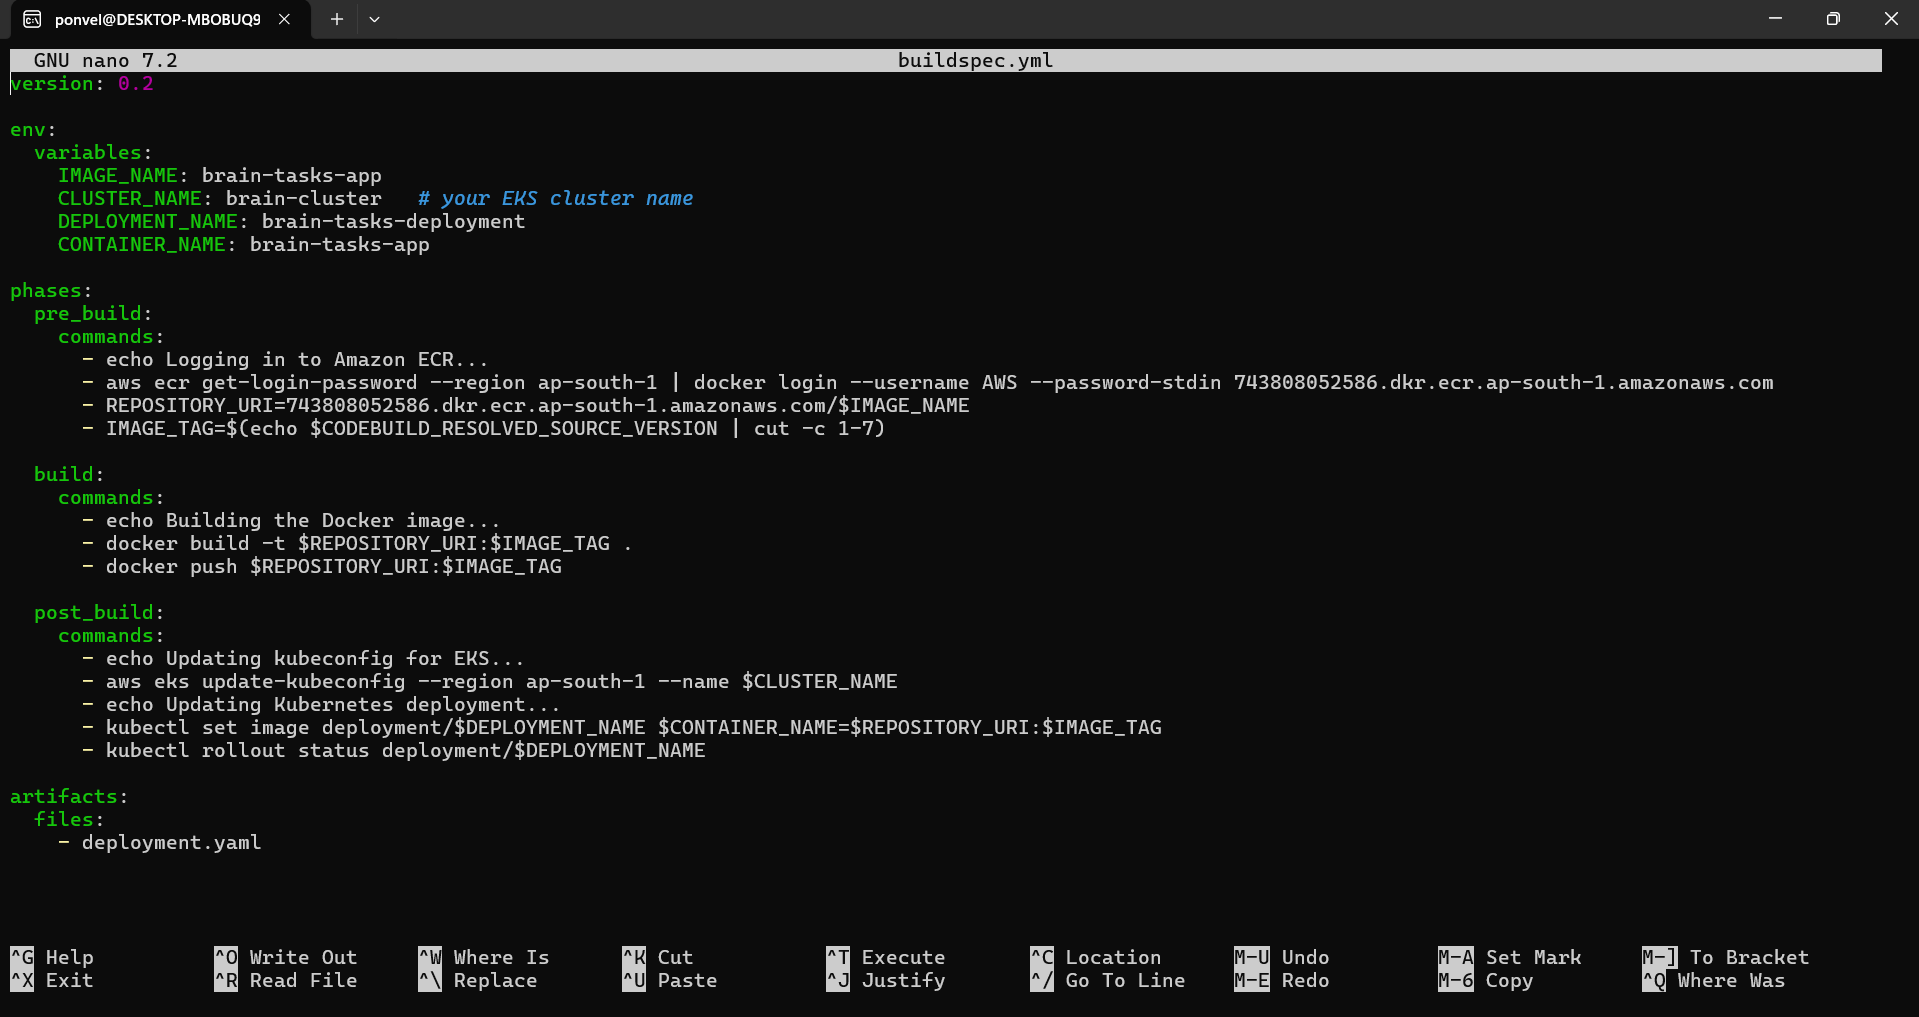 ponvel@DESKTOP-MBOBUQ9
GNU nano 7.2 buildspec.yml
version: 0.2

env:
  variables:
    IMAGE_NAME: brain-tasks-app
    CLUSTER_NAME: brain-cluster   # your EKS cluster name
    DEPLOYMENT_NAME: brain-tasks-deployment
    CONTAINER_NAME: brain-tasks-app

phases:
  pre_build:
    commands:
      - echo Logging in to Amazon ECR...
      - aws ecr get-login-password --region ap-south-1 | docker login --username AWS --password-stdin 743808052586.dkr.ecr.ap-south-1.amazonaws.com
      - REPOSITORY_URI=743808052586.dkr.ecr.ap-south-1.amazonaws.com/$IMAGE_NAME
      - IMAGE_TAG=$(echo $CODEBUILD_RESOLVED_SOURCE_VERSION | cut -c 1-7)

  build:
    commands:
      - echo Building the Docker image...
      - docker build -t $REPOSITORY_URI:$IMAGE_TAG .
      - docker push $REPOSITORY_URI:$IMAGE_TAG

  post_build:
    commands:
      - echo Updating kubeconfig for EKS...
      - aws eks update-kubeconfig --region ap-south-1 --name $CLUSTER_NAME
      - echo Updating Kubernetes deployment...
      - kubectl set image deployment/$DEPLOYMENT_NAME $CONTAINER_NAME=$REPOSITORY_URI:$IMAGE_TAG
      - kubectl rollout status deployment/$DEPLOYMENT_NAME

artifacts:
  files:
    - deployment.yaml

^G Help ^O Write Out ^W Where Is ^K Cut ^T Execute ^C Location M-U Undo M-A Set Mark M-] To Bracket
^X Exit ^R Read File ^\ Replace ^U Paste ^J Justify ^/ Go To Line M-E Redo M-6 Copy ^Q Where Was